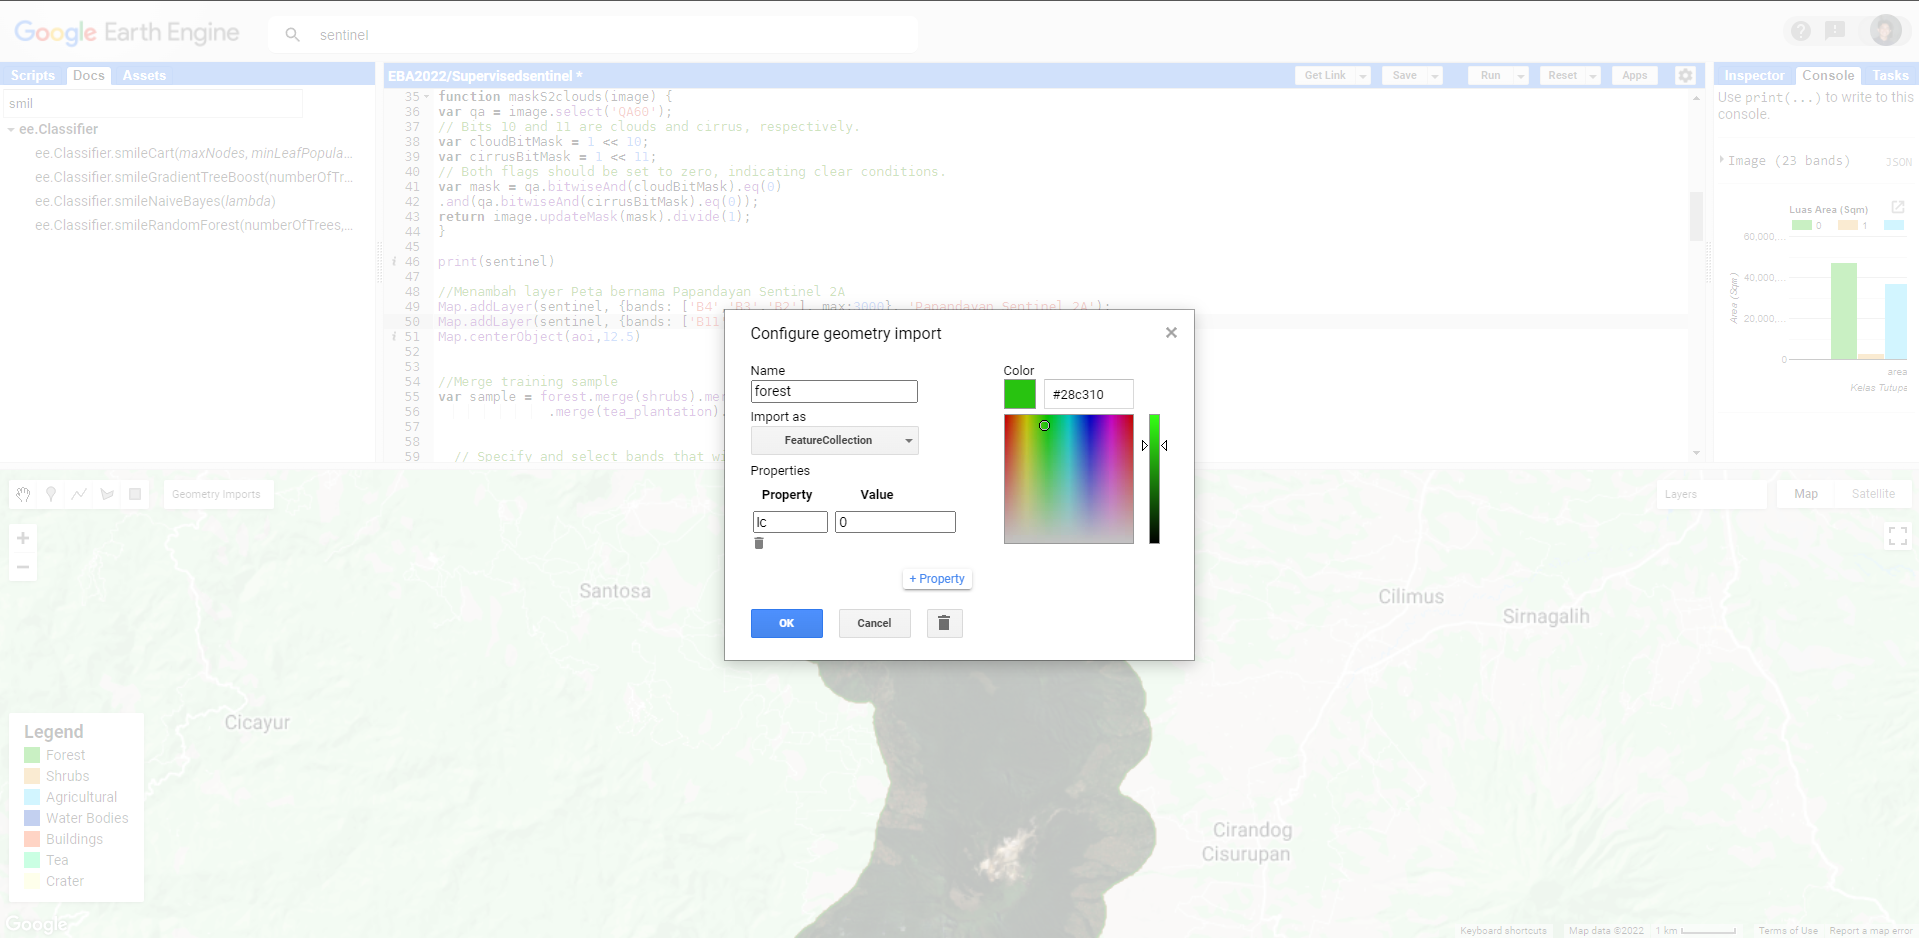 Google Earth Engine
sentinel
Scripts Docs Assets
smil
ee.Classifier
ee.Classifier.smileCart(maxNodes, minLeafPopula...
ee.Classifier.smileGradientTreeBoost(numberOfTr...
ee.Classifier.smileNaiveBayes(lambda)
ee.Classifier.smileRandomForest(numberOfTrees,...
EBA2022/Supervisedsentinel *
Get Link Save Run Reset Apps
35 function maskS2clouds(image) {
36 var qa = image.select('QA60');
37 // Bits 10 and 11 are clouds and cirrus, respectively.
38 var cloudBitMask = 1 << 10;
39 var cirrusBitMask = 1 << 11;
40 // Both flags should be set to zero, indicating clear conditions.
41 var mask = qa.bitwiseAnd(cloudBitMask).eq(0)
42 .and(qa.bitwiseAnd(cirrusBitMask).eq(0));
43 return image.updateMask(mask).divide(1);
44 }
45
i 46 print(sentinel)
47
48 //Menambah layer Peta bernama Papandayan Sentinel 2A
49 Map.addLayer(sentinel, {bands: ['B4','B3','B2'], max:3000}, 'Papandayan Sentinel 2A');
50 Map.addLayer(sentinel, {bands: ['B11'
i 51 Map.centerObject(aoi,12.5)
52
53
54 //Merge training sample
55 var sample = forest.merge(shrubs).mer
56 .merge(tea_plantation).
57
58
59 // Specify and select bands that wi
Inspector Console Tasks
Use print(...) to write to this
console.
Image (23 bands) JSON
Luas Area (Sqm)
0 1
60,000,...
40,000,...
20,000,...
0
Area (Sqm)
area
Kelas Tutupa
Configure geometry import
Name
forest
Import as
FeatureCollection
Properties
Property Value
lc 0
+ Property
OK Cancel
Color
#28c310
Geometry Imports
Layers
Map Satellite
Santosa
Cilimus
Sirnagalih
Cicayur
Cirandog
Cisurupan
Legend
Forest
Shrubs
Agricultural
Water Bodies
Buildings
Tea
Crater
Google
Keyboard shortcuts Map data ©2022 1 km Terms of Use Report a map error